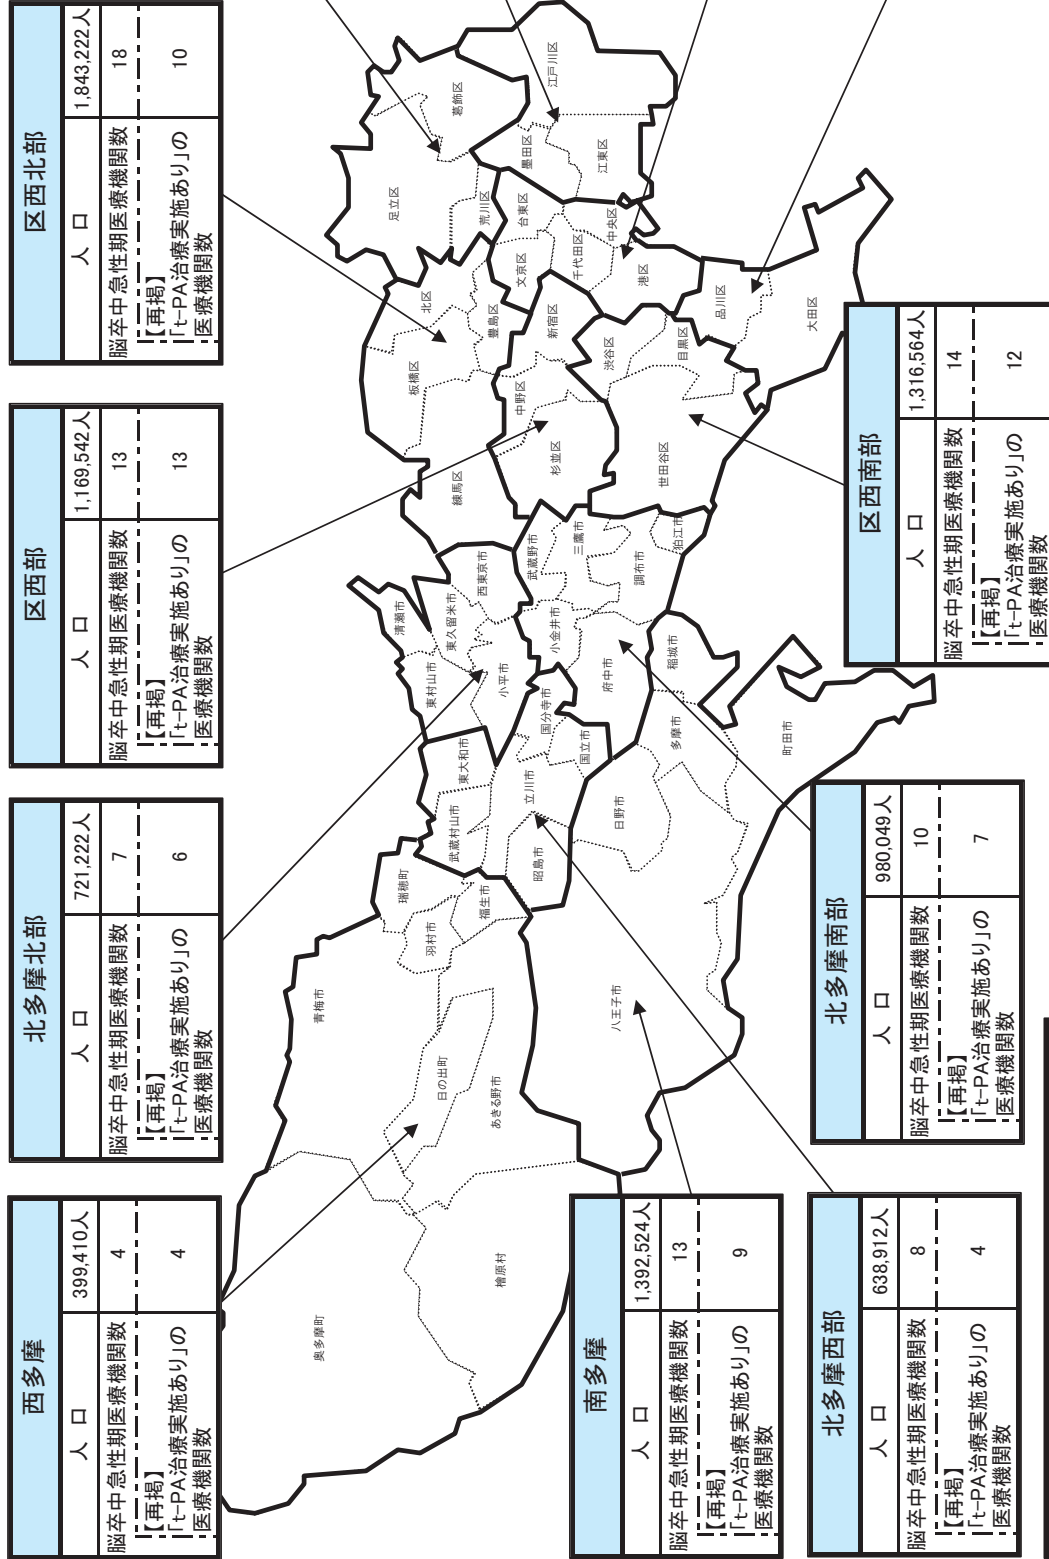 西多摩
人 口 399,410人
脳卒中急性期医療機関数 4
【再掲】
「t-PA治療実施あり」の
医療機関数 4
北多摩北部
人 口 721,222人
脳卒中急性期医療機関数 7
【再掲】
「t-PA治療実施あり」の
医療機関数 6
区西部
人 口 1,169,542人
脳卒中急性期医療機関数 13
【再掲】
「t-PA治療実施あり」の
医療機関数 13
区西北部
人 口 1,843,222人
脳卒中急性期医療機関数 18
【再掲】
「t-PA治療実施あり」の
医療機関数 10
奥多摩町
青梅市
檜原村
日の出町
あきる野市
羽村市
瑞穂町
福生市
武蔵村山市
東大和市
昭島市
立川市
国分寺市
国立市
東村山市
清瀬市
東久留米市
小平市
西東京市
小金井市
武蔵野市
三鷹市
府中市
調布市
狛江市
八王子市
日野市
多摩市
稲城市
町田市
練馬区
板橋区
北区
豊島区
中野区
杉並区
新宿区
渋谷区
世田谷区
目黒区
文京区
台東区
千代田区
中央区
港区
品川区
大田区
足立区
荒川区
葛飾区
墨田区
江東区
江戸川区
南多摩
人 口 1,392,524人
脳卒中急性期医療機関数 13
【再掲】
「t-PA治療実施あり」の
医療機関数 9
北多摩西部
人 口 638,912人
脳卒中急性期医療機関数 8
【再掲】
「t-PA治療実施あり」の
医療機関数 4
北多摩南部
人 口 980,049人
脳卒中急性期医療機関数 10
【再掲】
「t-PA治療実施あり」の
医療機関数 7
区西南部
人 口 1,316,564人
脳卒中急性期医療機関数 14
【再掲】
「t-PA治療実施あり」の
医療機関数 12